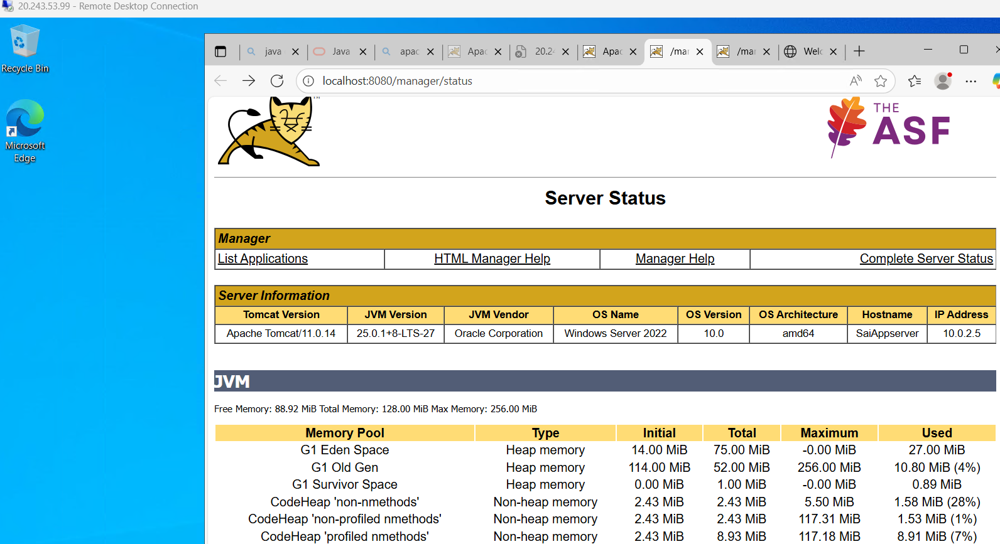 20.243.53.99 - Remote Desktop Connection
Recycle Bin
Microsoft
Edge
java
Java
apac
Apac
20.24
Apac
/mar
/mar
Welc
localhost:8080/manager/status
TM
THE
ASF
Server Status
Manager
List Applications HTML Manager Help Manager Help Complete Server Status
Server Information
Tomcat Version JVM Version JVM Vendor OS Name OS Version OS Architecture Hostname IP Address
Apache Tomcat/11.0.14 25.0.1+8-LTS-27 Oracle Corporation Windows Server 2022 10.0 amd64 SaiAppserver 10.0.2.5
JVM
Free Memory: 88.92 MiB Total Memory: 128.00 MiB Max Memory: 256.00 MiB
Memory Pool Type Initial Total Maximum Used
G1 Eden Space Heap memory 14.00 MiB 75.00 MiB -0.00 MiB 27.00 MiB
G1 Old Gen Heap memory 114.00 MiB 52.00 MiB 256.00 MiB 10.80 MiB (4%)
G1 Survivor Space Heap memory 0.00 MiB 1.00 MiB -0.00 MiB 0.89 MiB
CodeHeap 'non-nmethods' Non-heap memory 2.43 MiB 2.43 MiB 5.50 MiB 1.58 MiB (28%)
CodeHeap 'non-profiled nmethods' Non-heap memory 2.43 MiB 2.43 MiB 117.31 MiB 1.53 MiB (1%)
CodeHeap 'profiled nmethods' Non-heap memory 2.43 MiB 8.93 MiB 117.18 MiB 8.91 MiB (7%)